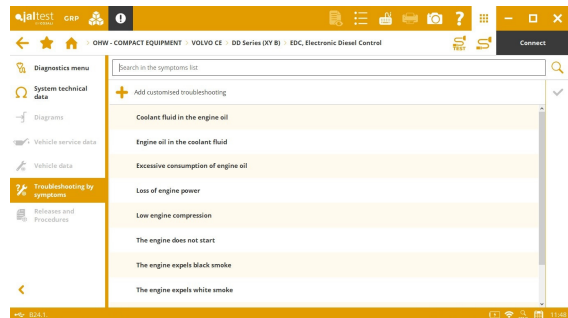 jaltest GRP
OHW - COMPACT EQUIPMENT VOLVO CE DD Series (XY B) EDC, Electronic Diesel Control
TEST
Connect
Diagnostics menu
Search in the symptoms list
System technical
data
Add customised troubleshooting
Diagrams
Coolant fluid in the engine oil
Vehicle service data
Engine oil in the coolant fluid
Vehicle data
Excessive consumption of engine oil
Troubleshooting by
symptoms
Loss of engine power
Releases and
Procedures
Low engine compression
The engine does not start
The engine expels black smoke
The engine expels white smoke
B24.1.
11:48